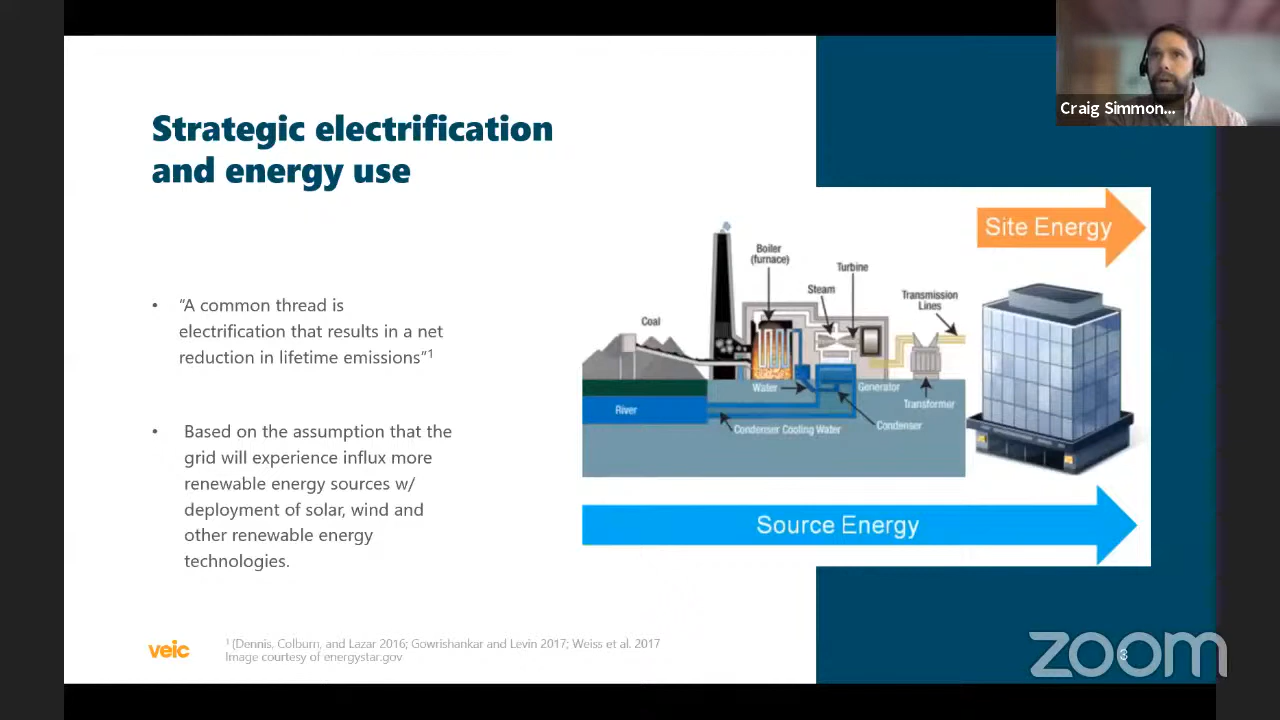 Craig Simmon...
Strategic electrification
and energy use
• "A common thread is
electrification that results in a net
reduction in lifetime emissions"1
• Based on the assumption that the
grid will experience influx more
renewable energy sources w/
deployment of solar, wind and
other renewable energy
technologies.
Site Energy
Boiler
(furnace)
Turbine
Steam
Transmission
Lines
Coal
Water
Generator
River
Transformer
Condenser Cooling Water
Condenser
Source Energy
veic
1 (Dennis, Colburn, and Lazar 2016; Gowrishankar and Levin 2017; Weiss et al. 2017
Image courtesy of energystar.gov
3
zoom